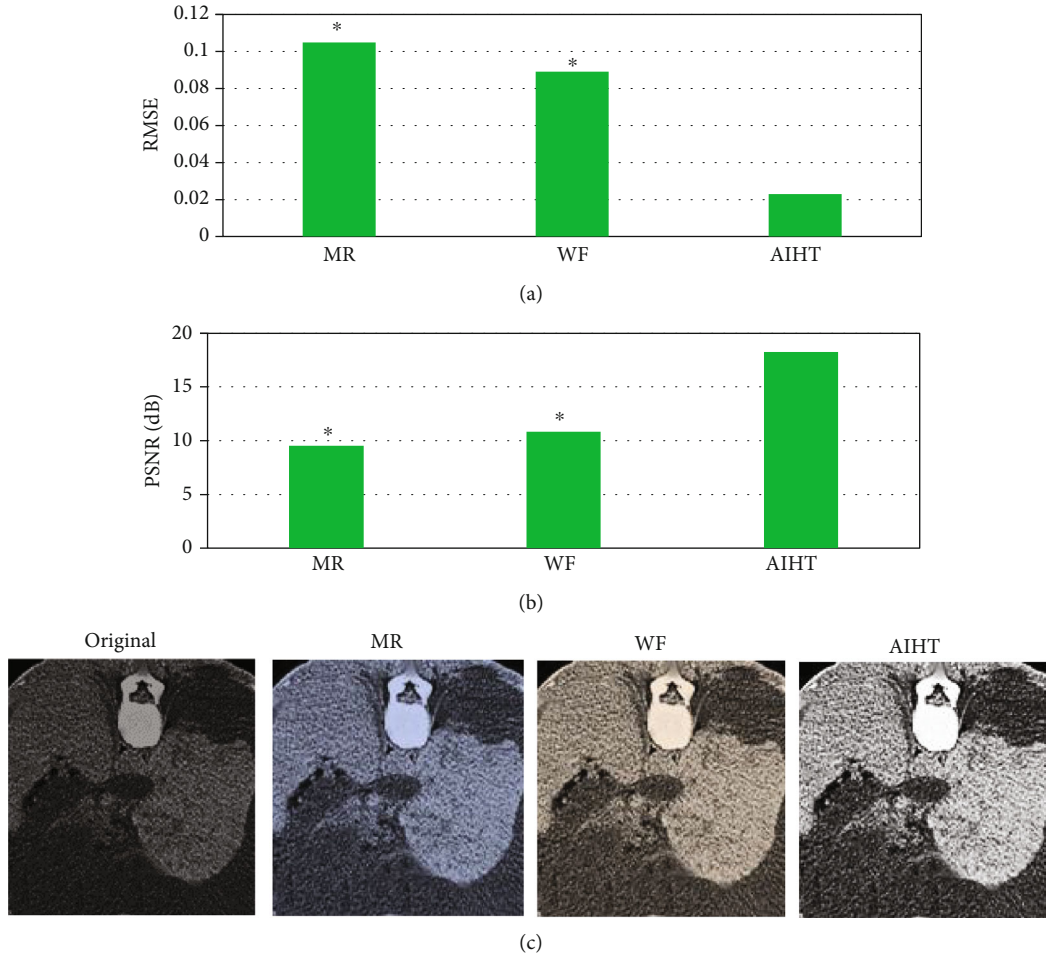 0.12
0.1
0.08
0.06
0.04
0.02
0
RMSE
*
*
MR WF AIHT
(a)
20
15
10
5
0
PSNR (dB)
*
*
MR WF AIHT
(b)
Original MR WF AIHT
(c)